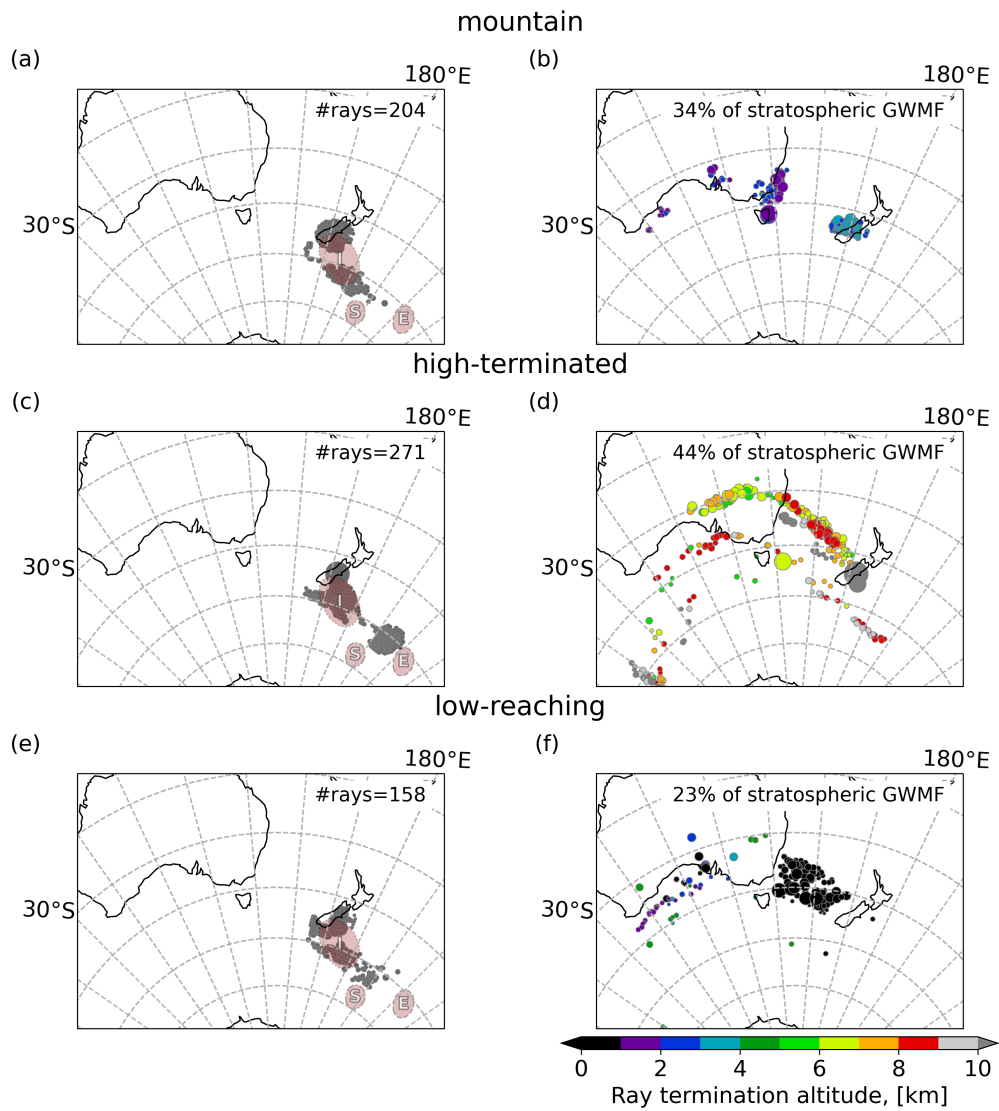 mountain
(a)
180°E
(b)
180°E
#rays=204
34% of stratospheric GWMF
30°S
30°S
I
S
E
high-terminated
(c)
180°E
(d)
180°E
#rays=271
44% of stratospheric GWMF
30°S
30°S
I
S
E
low-reaching
(e)
180°E
(f)
180°E
#rays=158
23% of stratospheric GWMF
30°S
30°S
I
S
E
0 2 4 6 8 10
Ray termination altitude, [km]